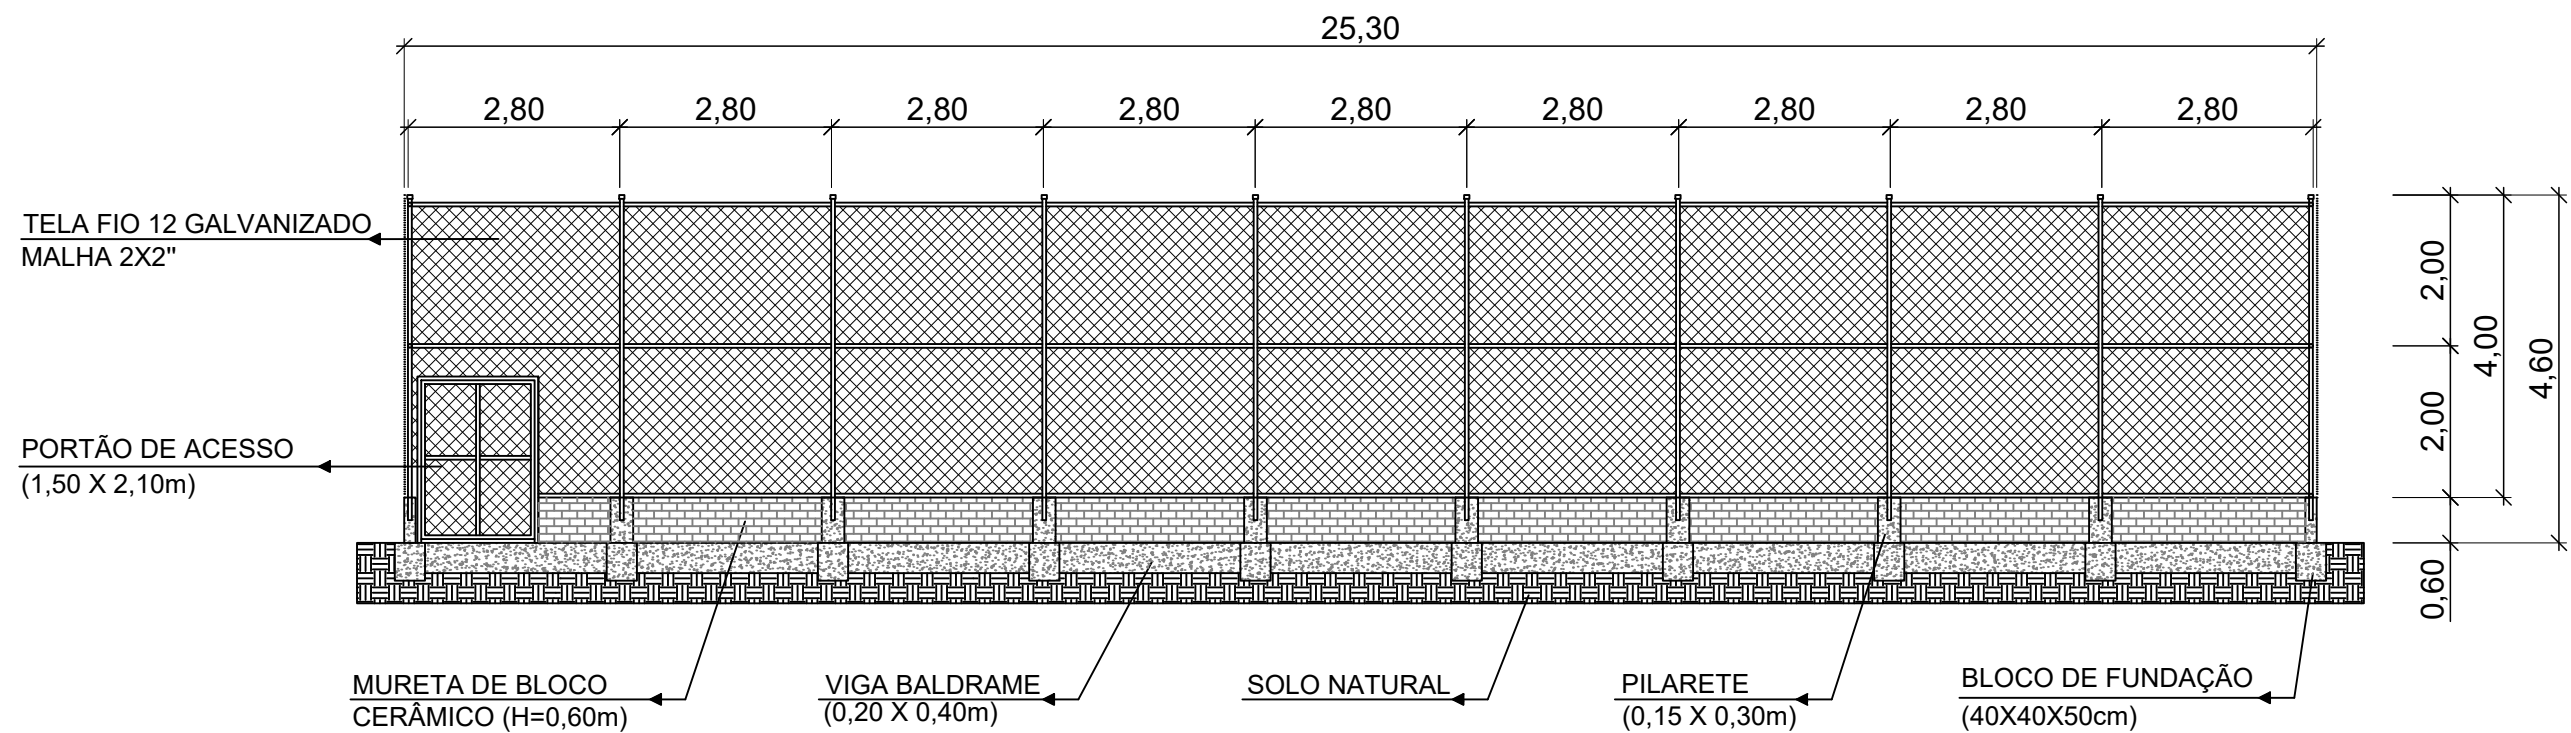 25,30
2,80 2,80 2,80 2,80 2,80 2,80 2,80 2,80 2,80
TELA FIO 12 GALVANIZADO
MALHA 2X2"
2,00
4,00
4,60
2,00
PORTÃO DE ACESSO
(1,50 X 2,10m)
0,60
MURETA DE BLOCO
CERÂMICO (H=0,60m)
VIGA BALDRAME
(0,20 X 0,40m)
SOLO NATURAL
PILARETE
(0,15 X 0,30m)
BLOCO DE FUNDAÇÃO
(40X40X50cm)